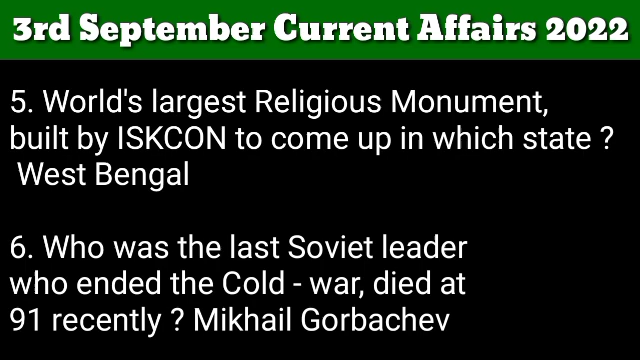 3rd September Current Affairs 2022
5. World's largest Religious Monument,
built by ISKCON to come up in which state ?
West Bengal
6. Who was the last Soviet leader
who ended the Cold - war, died at
91 recently ? Mikhail Gorbachev